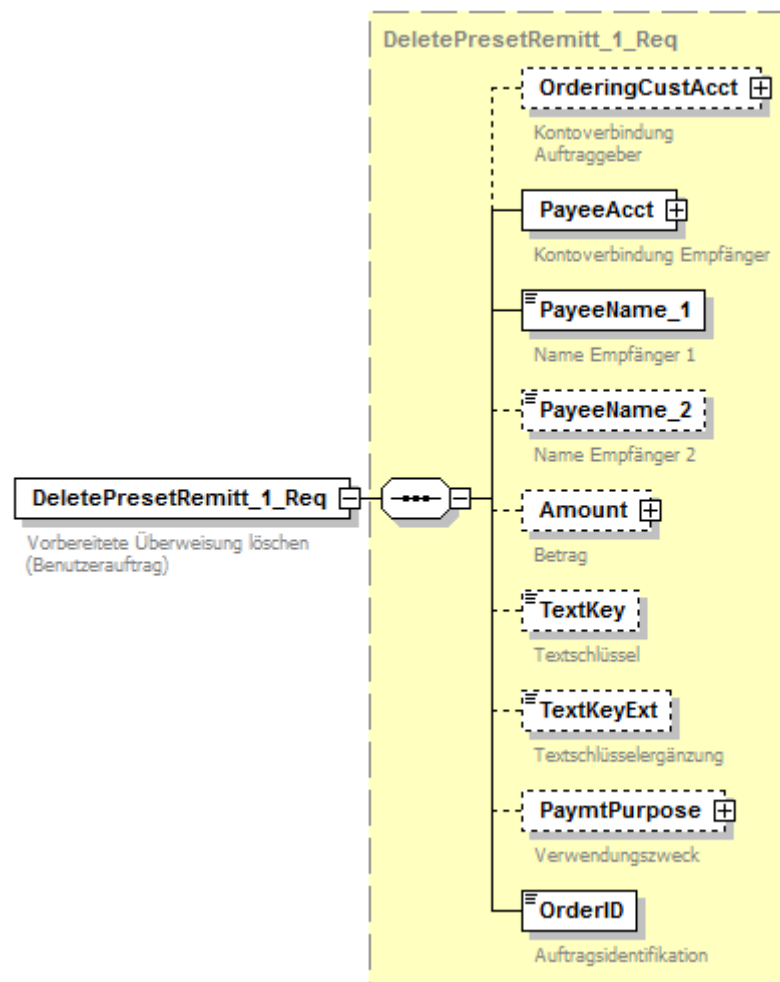 DeletePresetRemitt_1_Req
OrderingCustAcct
Kontoverbindung
Auftraggeber
PayeeAcct
Kontoverbindung Empfänger
PayeeName_1
Name Empfänger 1
PayeeName_2
Name Empfänger 2
DeletePresetRemitt_1_Req
Vorbereitete Überweisung löschen
(Benutzerauftrag)
Amount
Betrag
TextKey
Textschlüssel
TextKeyExt
Textschlüsselergänzung
PaymtPurpose
Verwendungszweck
OrderID
Auftragsidentifikation